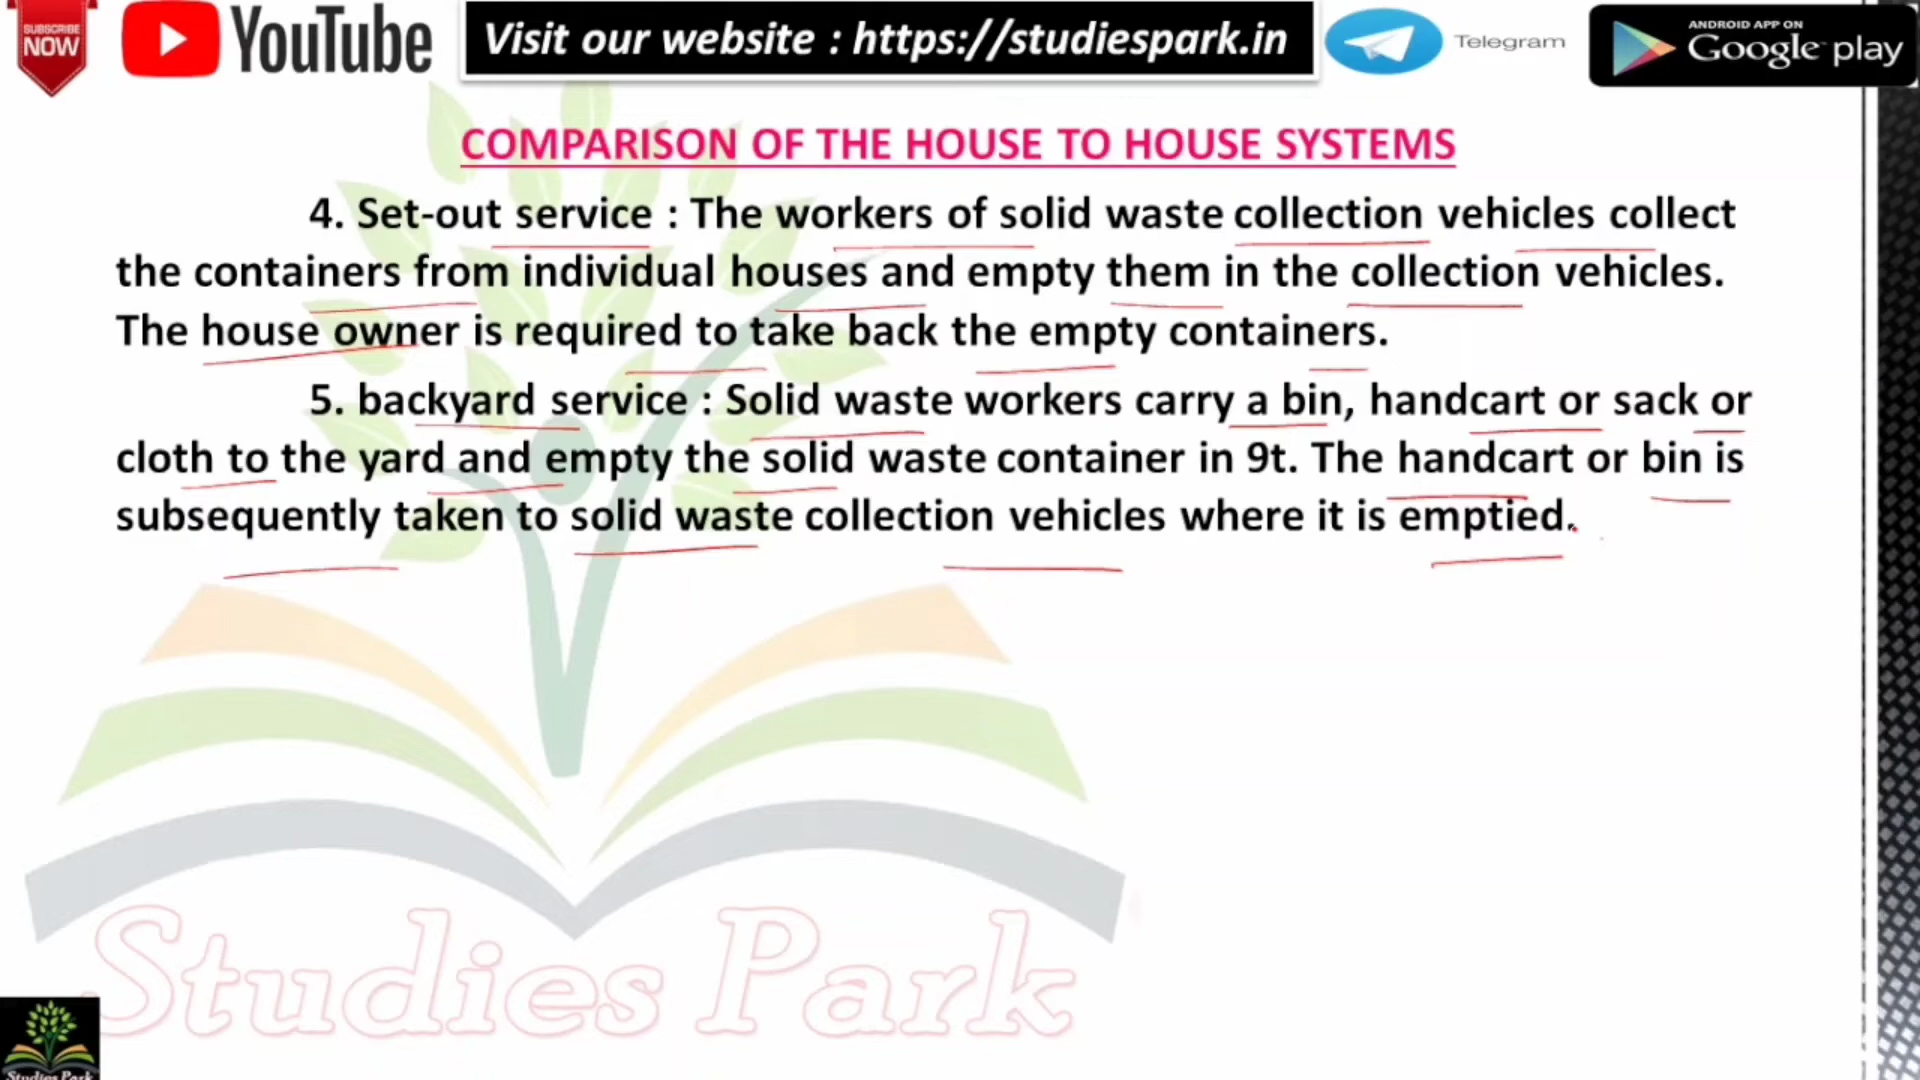 SUBSCRIBE
NOW
YouTube
Visit our website : https://studiespark.in
Telegram
ANDROID APP ON
Google play
COMPARISON OF THE HOUSE TO HOUSE SYSTEMS
4. Set-out service : The workers of solid waste collection vehicles collect
the containers from individual houses and empty them in the collection vehicles.
The house owner is required to take back the empty containers.
5. backyard service : Solid waste workers carry a bin, handcart or sack or
cloth to the yard and empty the solid waste container in 9t. The handcart or bin is
subsequently taken to solid waste collection vehicles where it is emptied.
Studies Park
Studies Park